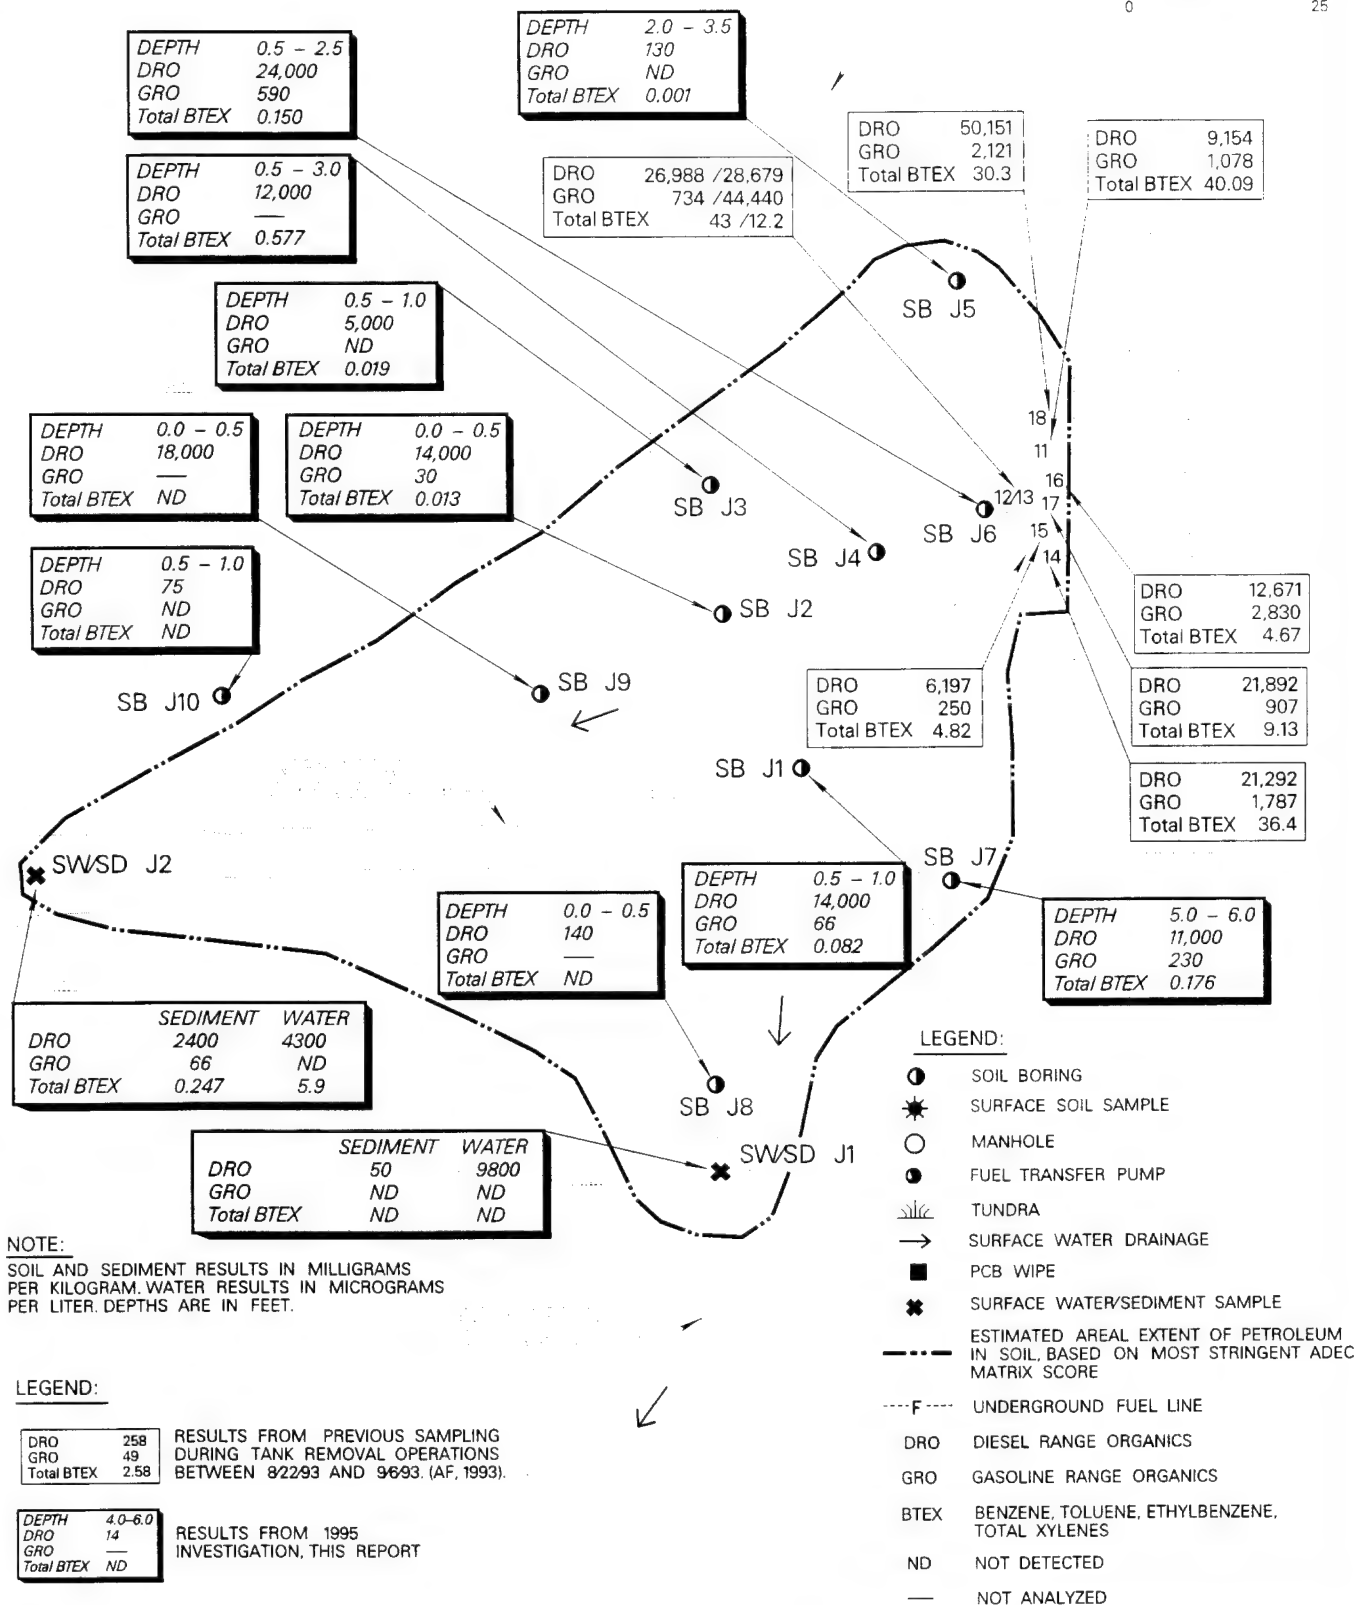 0 25
DEPTH 0.5 – 2.5
DRO 24,000
GRO 590
Total BTEX 0.150
DEPTH 2.0 – 3.5
DRO 130
GRO ND
Total BTEX 0.001
DRO 50,151
GRO 2,121
Total BTEX 30.3
DRO 9,154
GRO 1,078
Total BTEX 40.09
DEPTH 0.5 – 3.0
DRO 12,000
GRO —
Total BTEX 0.577
DRO 26,988 /28,679
GRO 734 /44,440
Total BTEX 43 /12.2
DEPTH 0.5 – 1.0
DRO 5,000
GRO ND
Total BTEX 0.019
SB J5
DEPTH 0.0 – 0.5
DRO 18,000
GRO —
Total BTEX ND
DEPTH 0.0 – 0.5
DRO 14,000
GRO 30
Total BTEX 0.013
18
11
16
12/13
17
15
14
SB J3
SB J6
SB J4
SB J2
DEPTH 0.5 – 1.0
DRO 75
GRO ND
Total BTEX ND
DRO 12,671
GRO 2,830
Total BTEX 4.67
SB J10
SB J9
DRO 6,197
GRO 250
Total BTEX 4.82
DRO 21,892
GRO 907
Total BTEX 9.13
SB J1
DRO 21,292
GRO 1,787
Total BTEX 36.4
SW/SD J2
SB J7
DEPTH 0.0 – 0.5
DRO 140
GRO —
Total BTEX ND
DEPTH 0.5 – 1.0
DRO 14,000
GRO 66
Total BTEX 0.082
DEPTH 5.0 – 6.0
DRO 11,000
GRO 230
Total BTEX 0.176
SEDIMENT WATER
DRO 2400 4300
GRO 66 ND
Total BTEX 0.247 5.9
SB J8
SEDIMENT WATER
DRO 50 9800
GRO ND ND
Total BTEX ND ND
SW/SD J1
LEGEND:
SOIL BORING
SURFACE SOIL SAMPLE
MANHOLE
FUEL TRANSFER PUMP
TUNDRA
SURFACE WATER DRAINAGE
PCB WIPE
SURFACE WATER/SEDIMENT SAMPLE
ESTIMATED AREAL EXTENT OF PETROLEUM
IN SOIL, BASED ON MOST STRINGENT ADEC
MATRIX SCORE
F UNDERGROUND FUEL LINE
DRO DIESEL RANGE ORGANICS
GRO GASOLINE RANGE ORGANICS
BTEX BENZENE, TOLUENE, ETHYLBENZENE,
TOTAL XYLENES
ND NOT DETECTED
— NOT ANALYZED
NOTE:
SOIL AND SEDIMENT RESULTS IN MILLIGRAMS
PER KILOGRAM. WATER RESULTS IN MICROGRAMS
PER LITER. DEPTHS ARE IN FEET.
LEGEND:
DRO 258
GRO 49
Total BTEX 2.58
RESULTS FROM PREVIOUS SAMPLING
DURING TANK REMOVAL OPERATIONS
BETWEEN 8/22/93 AND 9/6/93. (AF, 1993).
DEPTH 4.0–6.0
DRO 14
GRO —
Total BTEX ND
RESULTS FROM 1995
INVESTIGATION, THIS REPORT